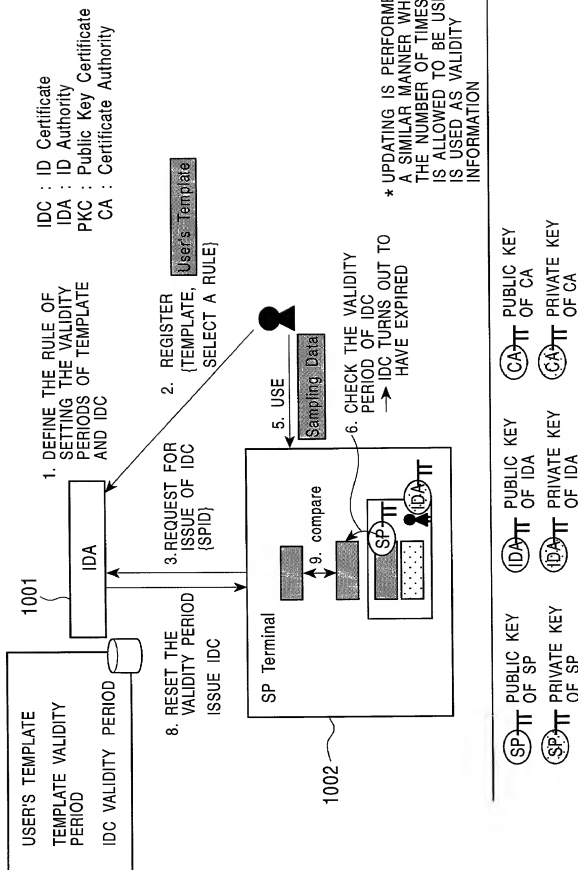 IDC : ID Certificate
IDA : ID Authority
PKC : Public Key Certificate
CA : Certificate Authority
1. DEFINE THE RULE OF
SETTING THE VALIDITY
PERIODS OF TEMPLATE
AND IDC
2. REGISTER
{TEMPLATE,
SELECT A RULE}
User's Template
1001
IDA
USER'S TEMPLATE
TEMPLATE VALIDITY
PERIOD
IDC VALIDITY PERIOD
3. REQUEST FOR
ISSUE OF IDC
{SPID}
8. RESET THE
VALIDITY PERIOD
ISSUE IDC
5. USE
Sampling Data
6. CHECK THE VALIDITY
PERIOD OF IDC
→ IDC TURNS OUT TO
HAVE EXPIRED
SP Terminal
9. compare
SP
IDA
1002
* UPDATING IS PERFORME
A SIMILAR MANNER WH
THE NUMBER OF TIMES
IS ALLOWED TO BE USE
IS USED AS VALIDITY
INFORMATION
SP PUBLIC KEY
OF SP
SP PRIVATE KEY
OF SP
IDA PUBLIC KEY
OF IDA
IDA PRIVATE KEY
OF IDA
CA PUBLIC KEY
OF CA
CA PRIVATE KEY
OF CA